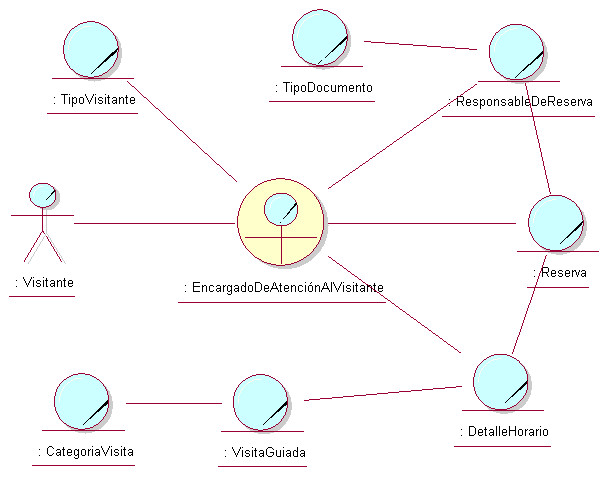 : TipoVisitante
: TipoDocumento
: ResponsableDeReserva
: Visitante
: EncargadoDeAtenciónAlVisitante
: Reserva
: CategoriaVisita
: VisitaGuiada
: DetalleHorario